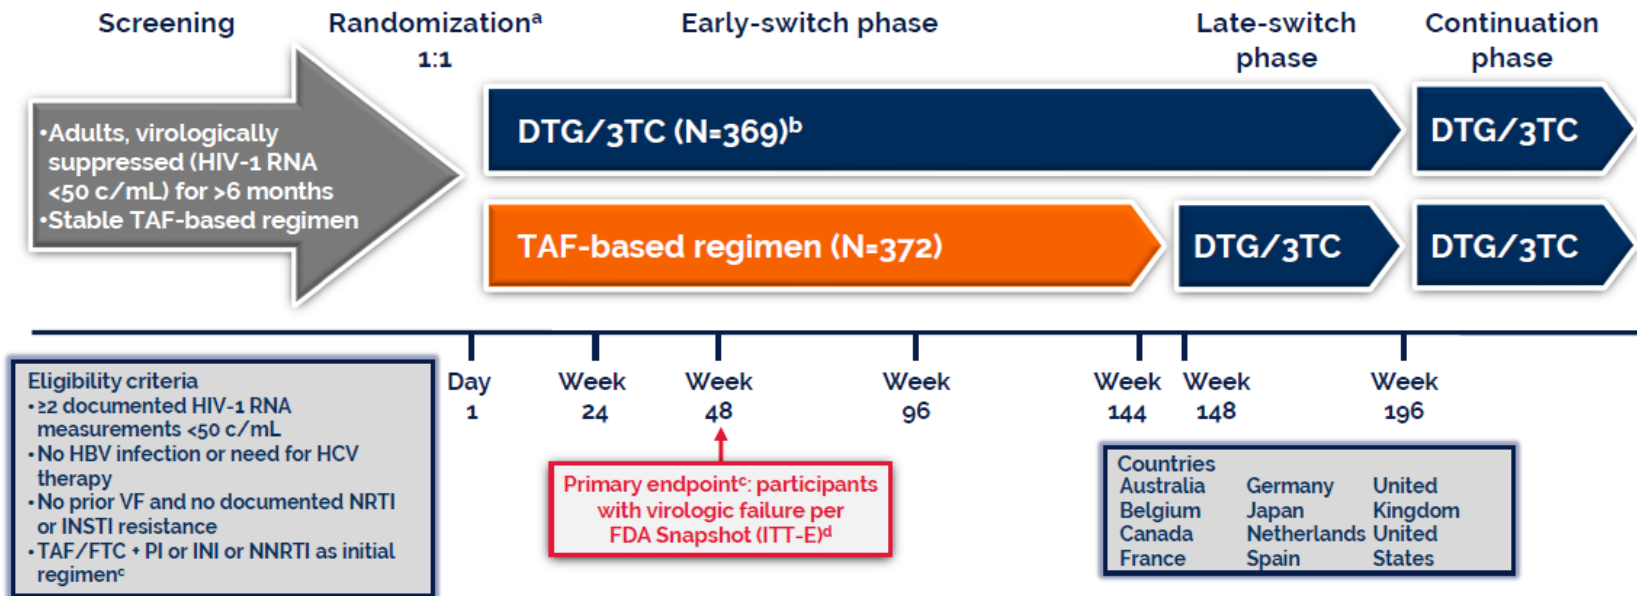 Screening
Randomizationᵃ
1:1
Early-switch phase
Late-switch
phase
Continuation
phase
•Adults, virologically
suppressed (HIV-1 RNA
<50 c/mL) for >6 months
•Stable TAF-based regimen
DTG/3TC (N=369)ᵇ
DTG/3TC
TAF-based regimen (N=372)
DTG/3TC
DTG/3TC
Day
1
Week
24
Week
48
Week
96
Week
144
Week
148
Week
196
Eligibility criteria
• ≥2 documented HIV-1 RNA
measurements <50 c/mL
• No HBV infection or need for HCV
therapy
• No prior VF and no documented NRTI
or INSTI resistance
• TAF/FTC + PI or INI or NNRTI as initial
regimenᶜ
Primary endpointᶜ: participants
with virologic failure per
FDA Snapshot (ITT-E)ᵈ
Countries
Australia Germany United
Belgium Japan Kingdom
Canada Netherlands United
France Spain States